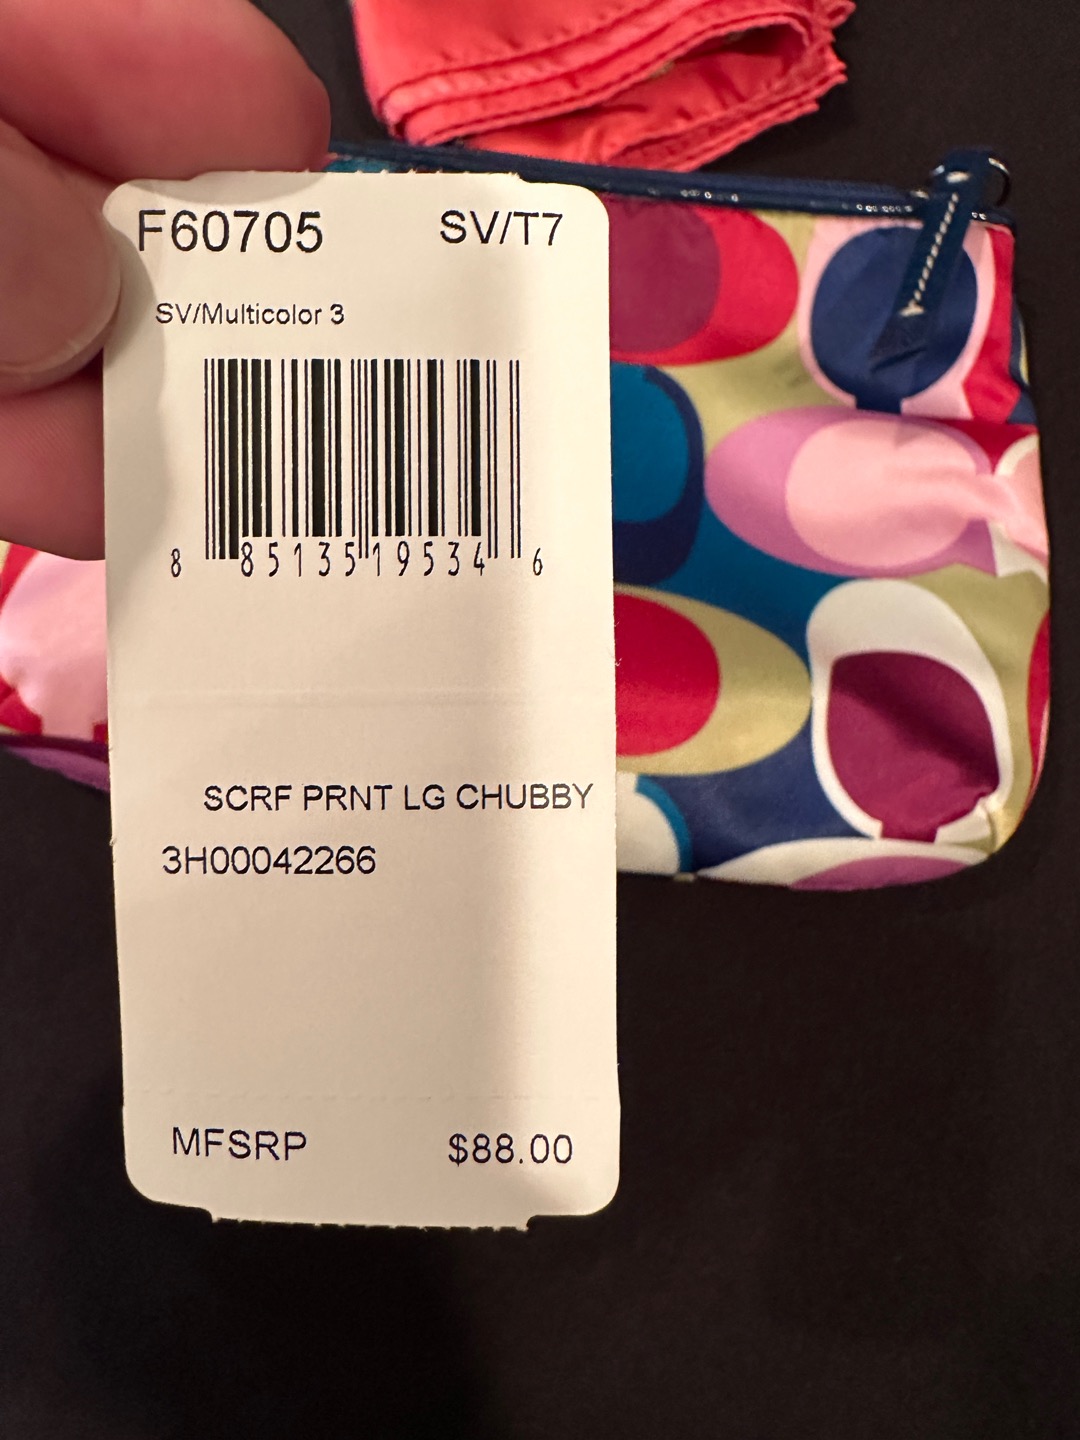 F60705 SV/T7
SV/Multicolor 3
8 85135 19534 6
SCRF PRNT LG CHUBBY
3H00042266
MFSRP $88.00